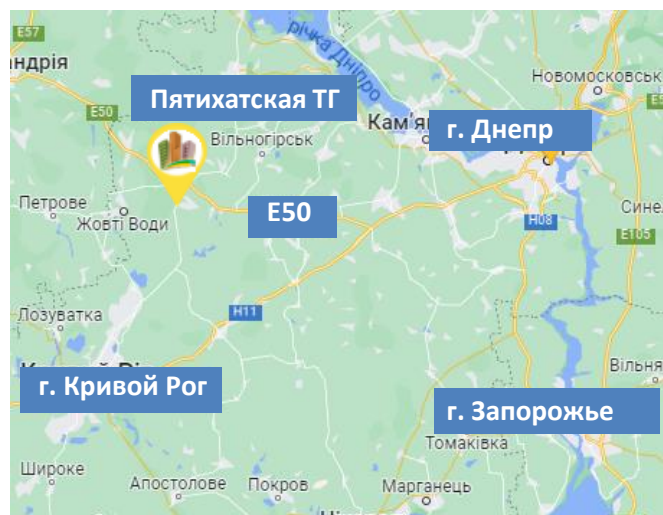 E57
ндрія
річка Дніпро
Новомосковськ
Пятихатская ТГ
E50
Кам'я
г. Днепр
Вільногірськ
Петрове
Жовті Води
E50
H08
Сине
E105
Лозуватка
H11
г. Кривой Рог
Вільня
г. Запорожье
Томаківка
Широке
Апостолове
Покров
Марганець